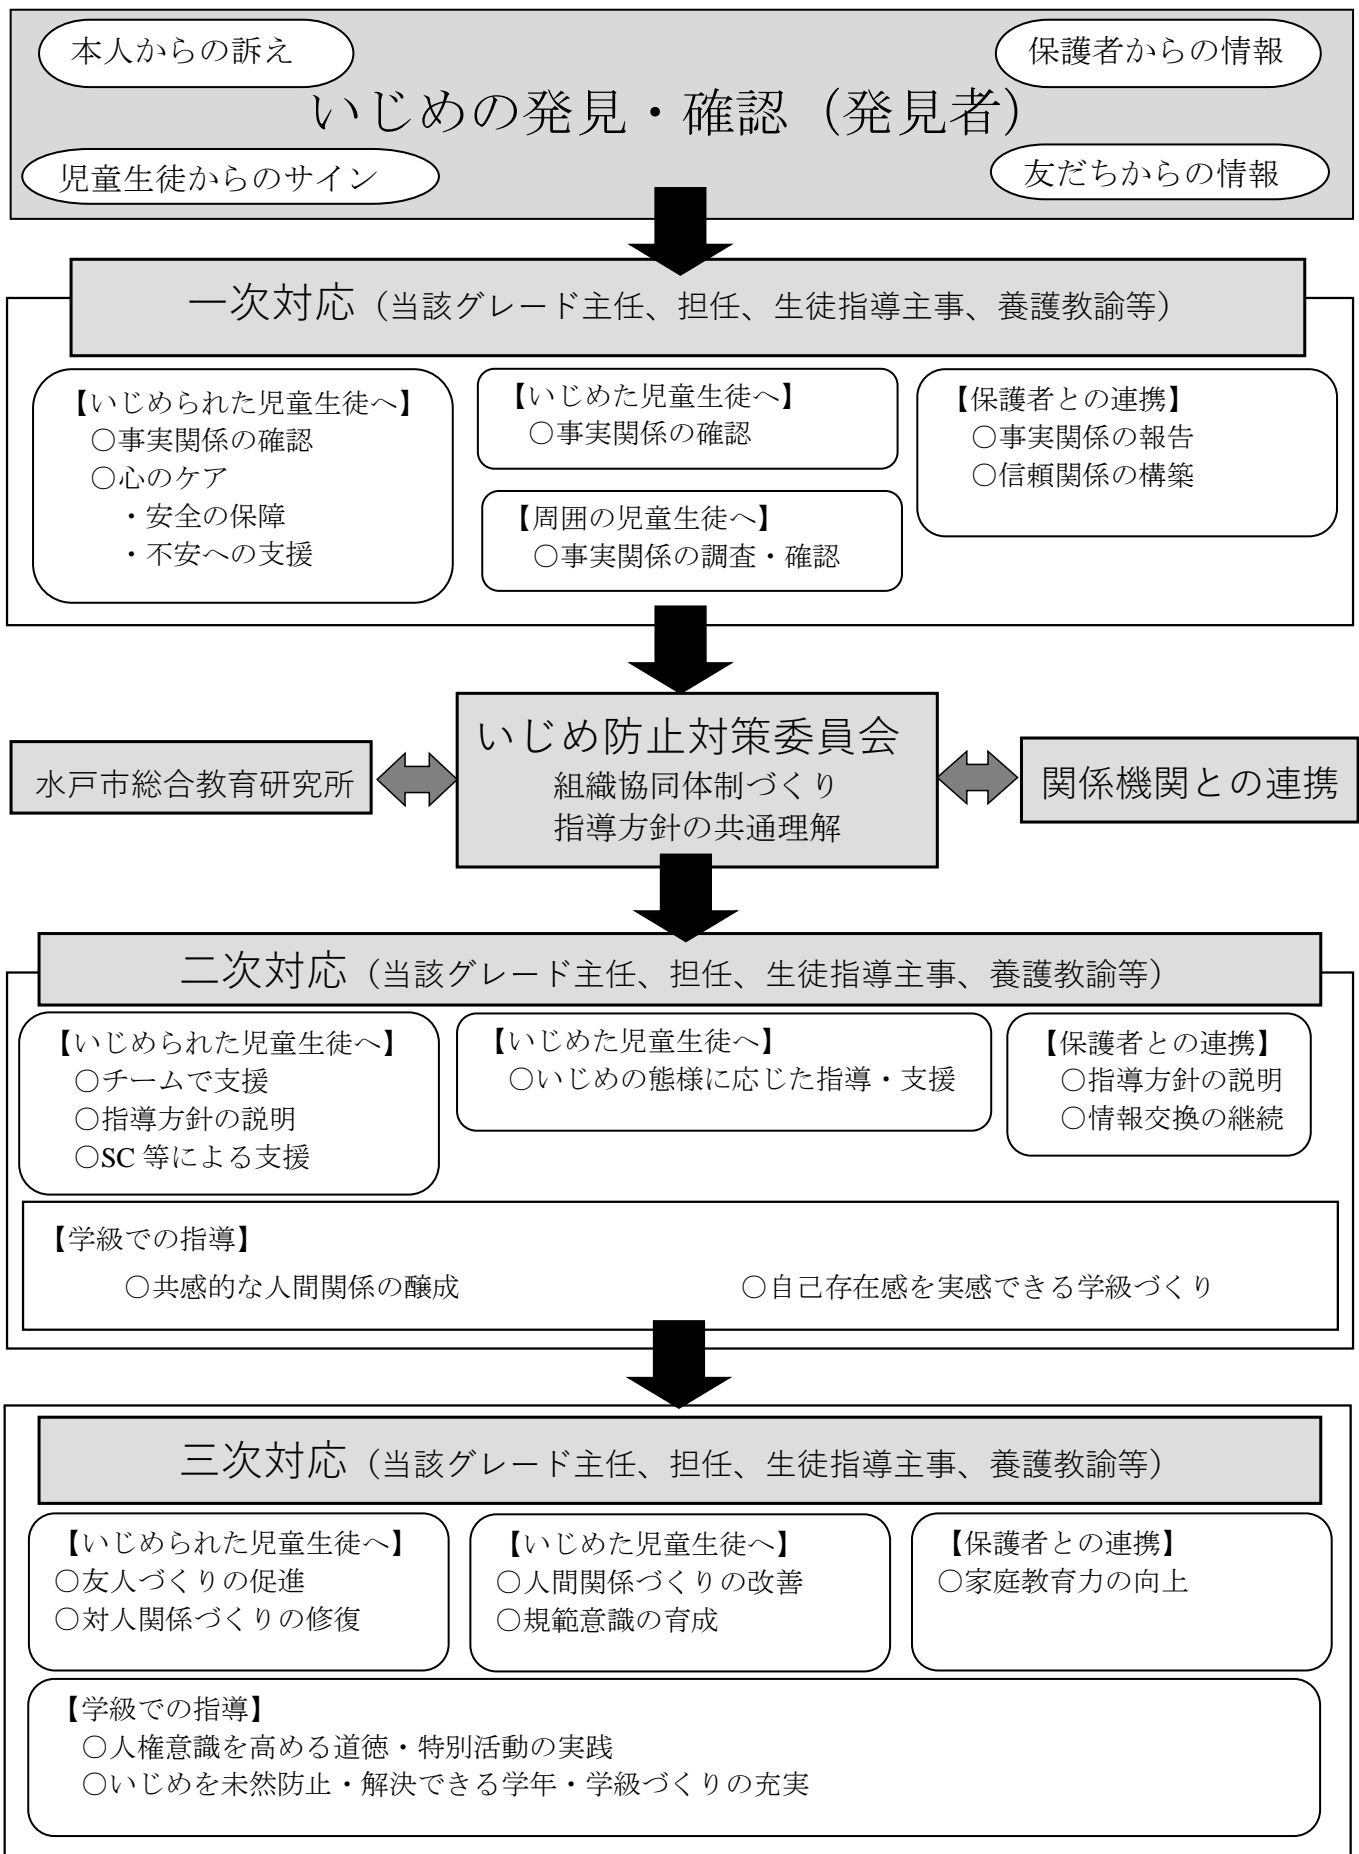 本人からの訴え
保護者からの情報
いじめの発見・確認（発見者）
児童生徒からのサイン
友だちからの情報
一次対応（当該グレード主任、担任、生徒指導主事、養護教諭等）
【いじめられた児童生徒へ】
○事実関係の確認
○心のケア
・安全の保障
・不安への支援
【いじめた児童生徒へ】
○事実関係の確認
【周囲の児童生徒へ】
○事実関係の調査・確認
【保護者との連携】
○事実関係の報告
○信頼関係の構築
水戸市総合教育研究所
いじめ防止対策委員会
組織協同体制づくり
指導方針の共通理解
関係機関との連携
二次対応（当該グレード主任、担任、生徒指導主事、養護教諭等）
【いじめられた児童生徒へ】
○チームで支援
○指導方針の説明
○SC 等による支援
【いじめた児童生徒へ】
○いじめの態様に応じた指導・支援
【保護者との連携】
○指導方針の説明
○情報交換の継続
【学級での指導】
○共感的な人間関係の醸成
○自己存在感を実感できる学級づくり
三次対応（当該グレード主任、担任、生徒指導主事、養護教諭等）
【いじめられた児童生徒へ】
○友人づくりの促進
○対人関係づくりの修復
【いじめた児童生徒へ】
○人間関係づくりの改善
○規範意識の育成
【保護者との連携】
○家庭教育力の向上
【学級での指導】
○人権意識を高める道徳・特別活動の実践
○いじめを未然防止・解決できる学年・学級づくりの充実